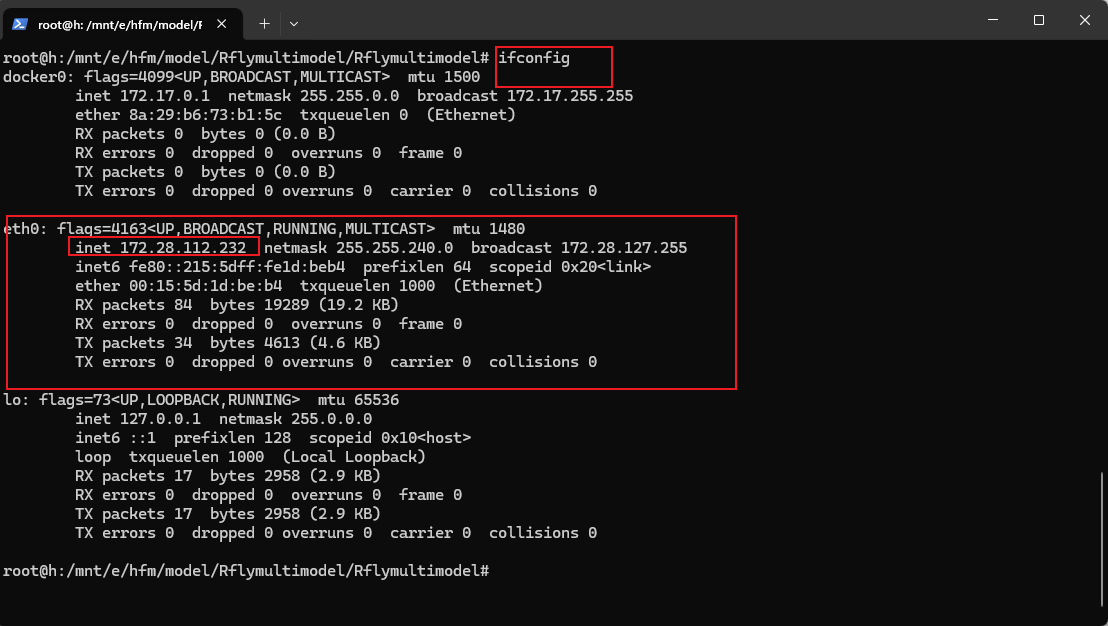 root@h: /mnt/e/hfm/model/R
root@h:/mnt/e/hfm/model/Rflymultimodel/Rflymultimodel# ifconfig
docker0: flags=4099<UP,BROADCAST,MULTICAST>  mtu 1500
        inet 172.17.0.1  netmask 255.255.0.0  broadcast 172.17.255.255
        ether 8a:29:b6:73:b1:5c  txqueuelen 0  (Ethernet)
        RX packets 0  bytes 0 (0.0 B)
        RX errors 0  dropped 0  overruns 0  frame 0
        TX packets 0  bytes 0 (0.0 B)
        TX errors 0  dropped 0 overruns 0  carrier 0  collisions 0

eth0: flags=4163<UP,BROADCAST,RUNNING,MULTICAST>  mtu 1480
        inet 172.28.112.232  netmask 255.255.240.0  broadcast 172.28.127.255
        inet6 fe80::215:5dff:fe1d:beb4  prefixlen 64  scopeid 0x20<link>
        ether 00:15:5d:1d:be:b4  txqueuelen 1000  (Ethernet)
        RX packets 84  bytes 19289 (19.2 KB)
        RX errors 0  dropped 0  overruns 0  frame 0
        TX packets 34  bytes 4613 (4.6 KB)
        TX errors 0  dropped 0 overruns 0  carrier 0  collisions 0

lo: flags=73<UP,LOOPBACK,RUNNING>  mtu 65536
        inet 127.0.0.1  netmask 255.0.0.0
        inet6 ::1  prefixlen 128  scopeid 0x10<host>
        loop  txqueuelen 1000  (Local Loopback)
        RX packets 17  bytes 2958 (2.9 KB)
        RX errors 0  dropped 0  overruns 0  frame 0
        TX packets 17  bytes 2958 (2.9 KB)
        TX errors 0  dropped 0 overruns 0  carrier 0  collisions 0

root@h:/mnt/e/hfm/model/Rflymultimodel/Rflymultimodel#